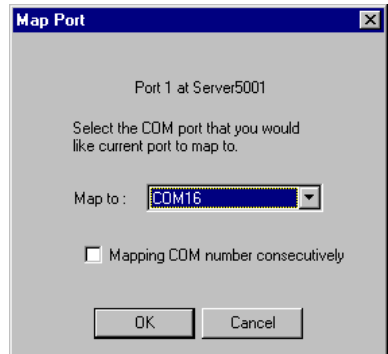 Map Port
Port 1 at Server5001
Select the COM port that you would
like current port to map to.
Map to : COM16
Mapping COM number consecutively
OK Cancel